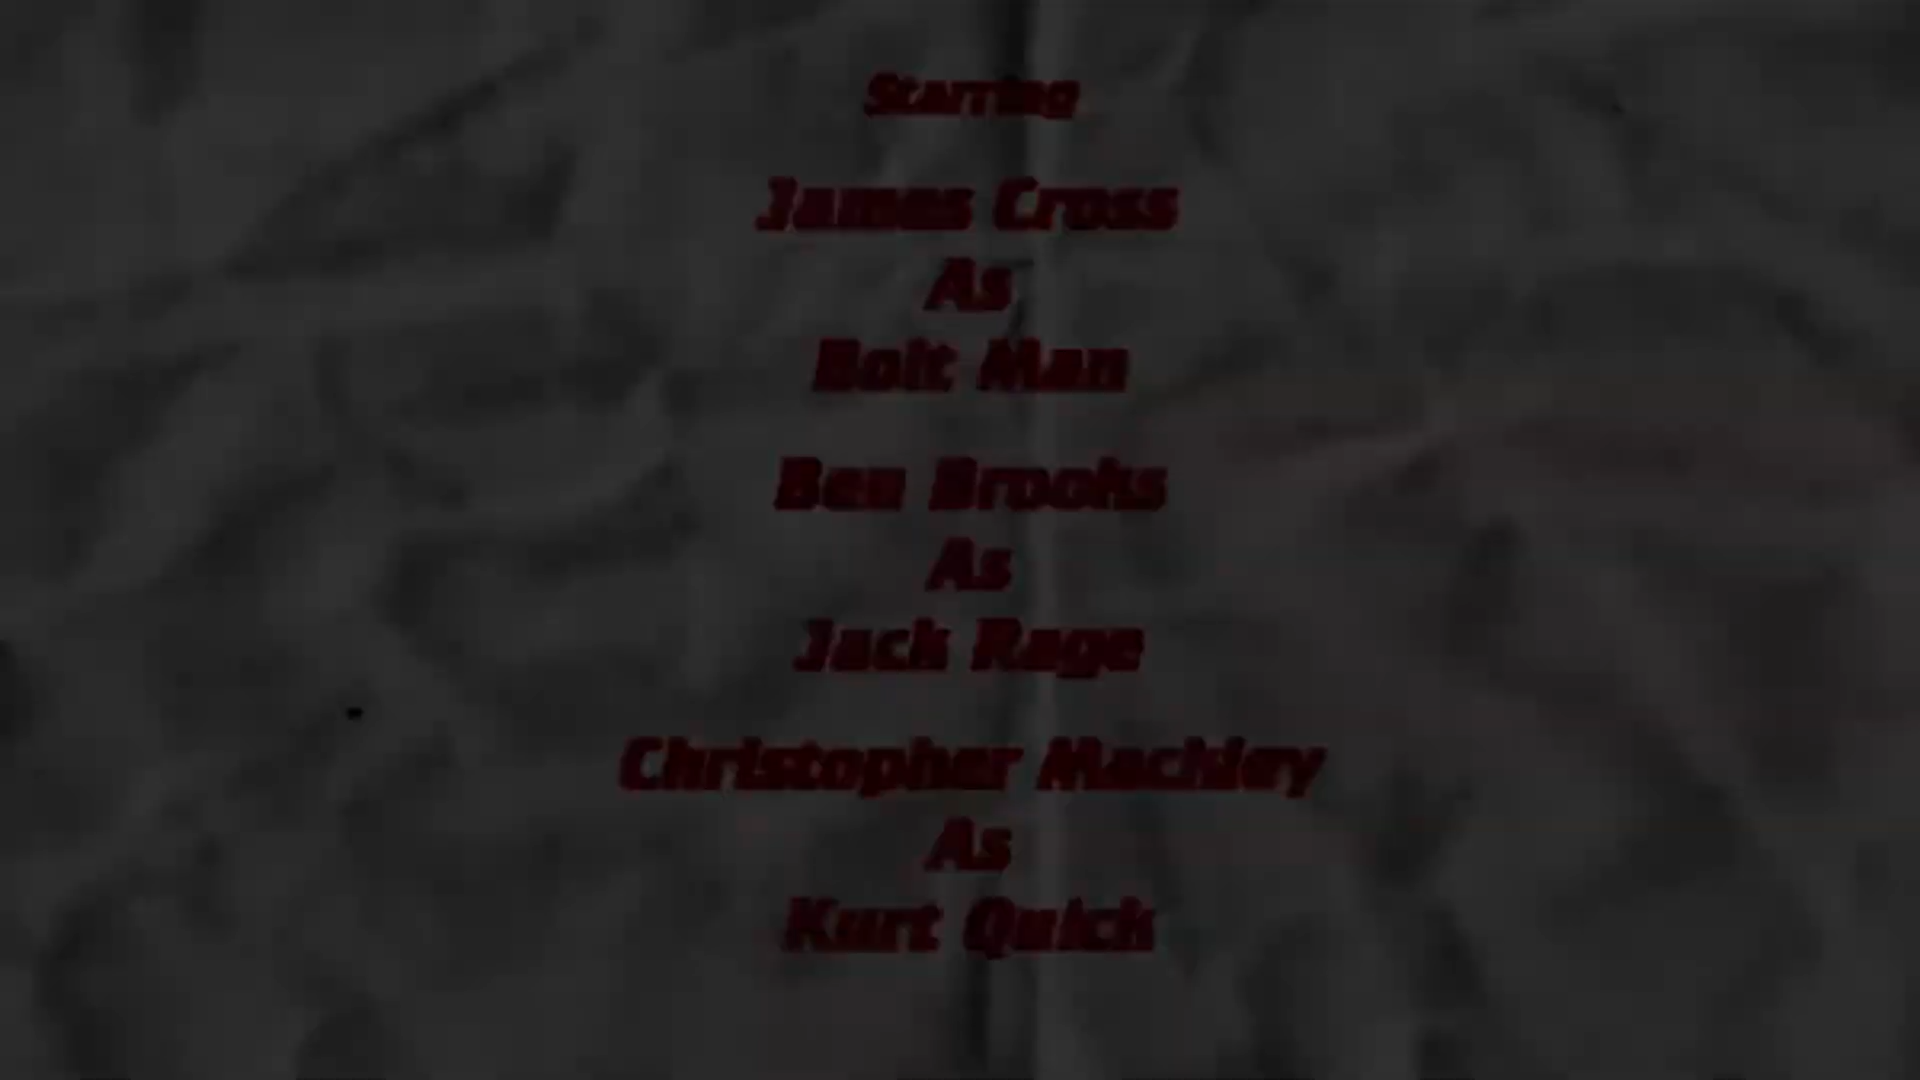 Starring
James Cross
As
Bolt Man
Ben Brooks
As
Jack Rage
Christopher Mackley
As
Kurt Quick